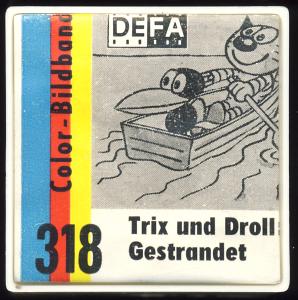 DEFA
Color-Bildband
318
Trix und Droll
Gestrandet